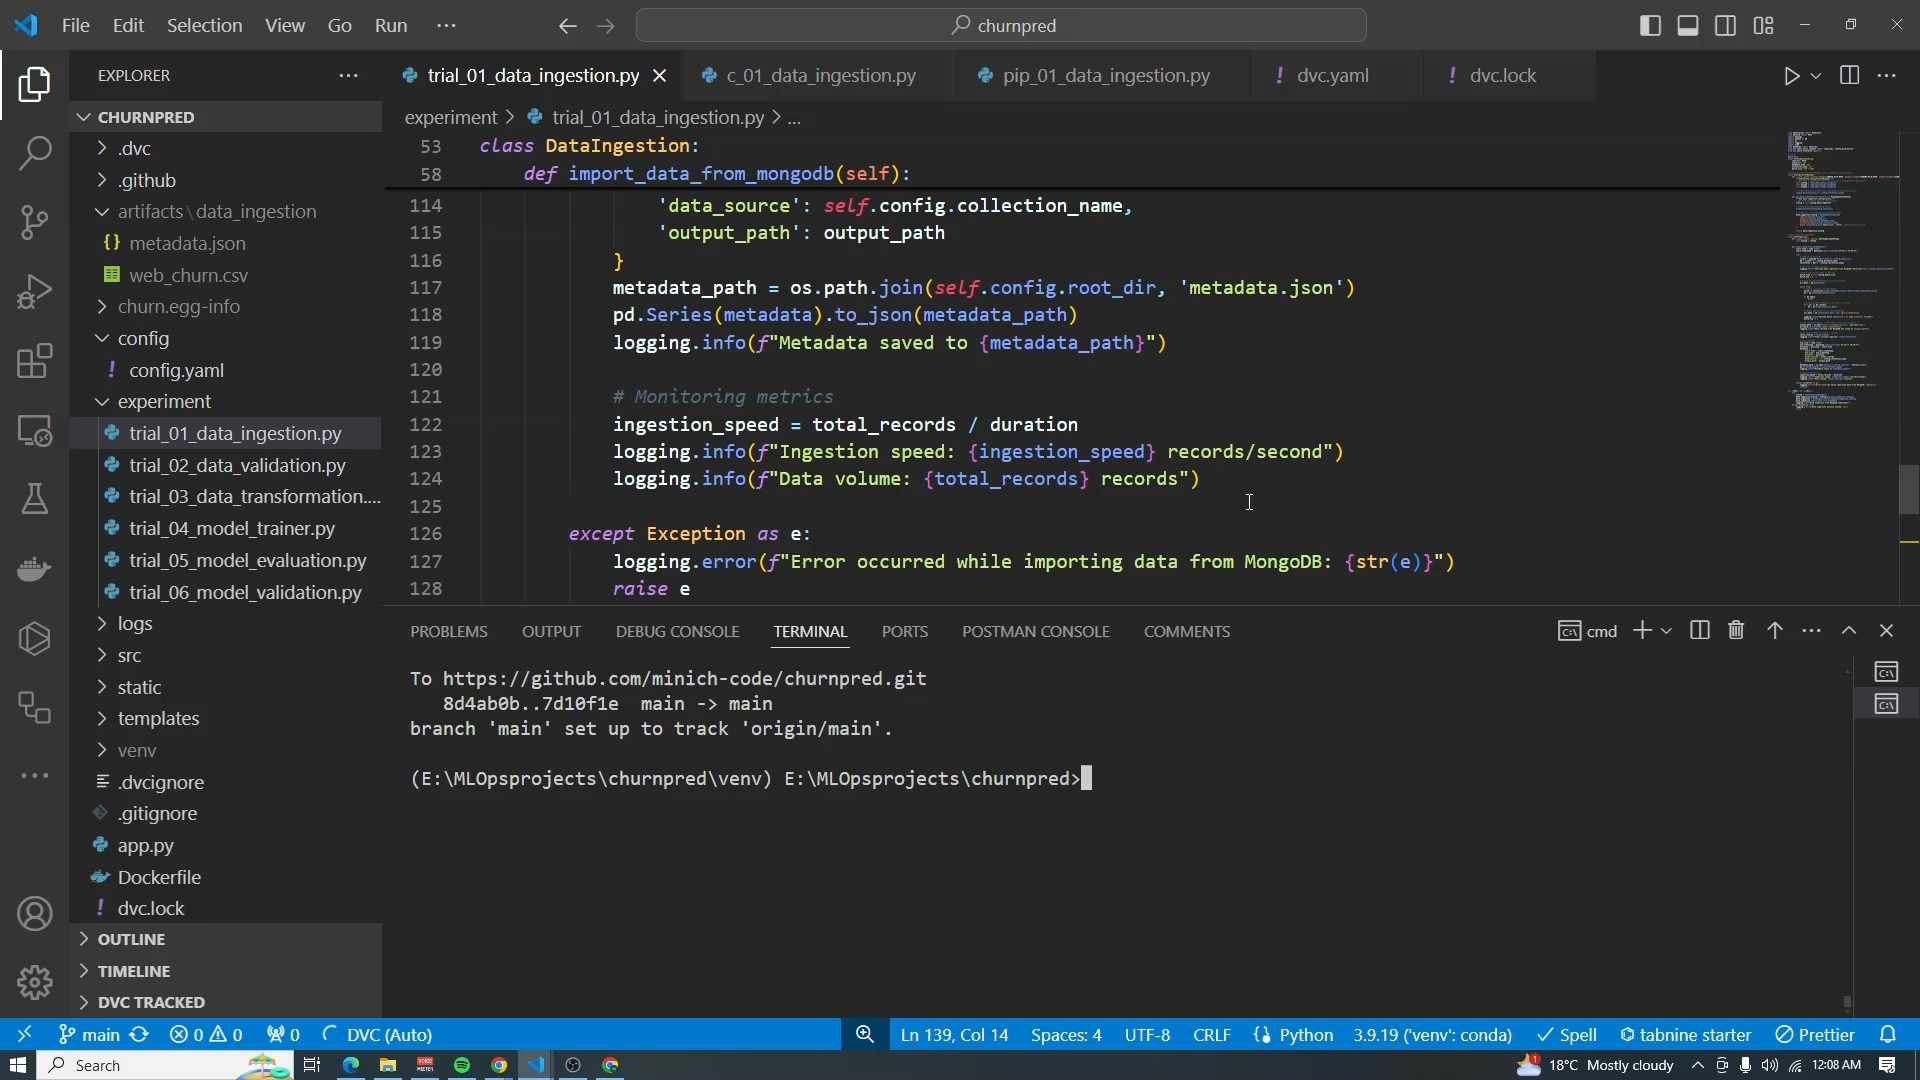 File Edit Selection View Go Run ···
churnpred
EXPLORER
CHURNPRED
.dvc
.github
artifacts\data_ingestion
metadata.json
web_churn.csv
churn.egg-info
config
config.yaml
experiment
trial_01_data_ingestion.py
trial_02_data_validation.py
trial_03_data_transformation....
trial_04_model_trainer.py
trial_05_model_evaluation.py
trial_06_model_validation.py
logs
src
static
templates
venv
.dvcignore
.gitignore
app.py
Dockerfile
dvc.lock
OUTLINE
TIMELINE
DVC TRACKED
trial_01_data_ingestion.py c_01_data_ingestion.py pip_01_data_ingestion.py dvc.yaml dvc.lock
experiment > trial_01_data_ingestion.py > ...
53 class DataIngestion:
58 def import_data_from_mongodb(self):
114 'data_source': self.config.collection_name,
115 'output_path': output_path
116 }
117 metadata_path = os.path.join(self.config.root_dir, 'metadata.json')
118 pd.Series(metadata).to_json(metadata_path)
119 logging.info(f"Metadata saved to {metadata_path}")
120
121 # Monitoring metrics
122 ingestion_speed = total_records / duration
123 logging.info(f"Ingestion speed: {ingestion_speed} records/second")
124 logging.info(f"Data volume: {total_records} records")
125
126 except Exception as e:
127 logging.error(f"Error occurred while importing data from MongoDB: {str(e)}")
128 raise e
PROBLEMS OUTPUT DEBUG CONSOLE TERMINAL PORTS POSTMAN CONSOLE COMMENTS
cmd
To https://github.com/minich-code/churnpred.git
8d4ab0b..7d10f1e main -> main
branch 'main' set up to track 'origin/main'.
(E:\MLOpsprojects\churnpred\venv) E:\MLOpsprojects\churnpred>
main 0 0 0 DVC (Auto) Ln 139, Col 14 Spaces: 4 UTF-8 CRLF Python 3.9.19 ('venv': conda) Spell tabnine starter Prettier
Search 18°C Mostly cloudy 12:08 AM